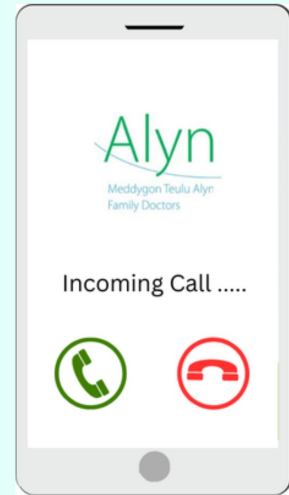 Alyn
Meddygon Teulu Alyn
Family Doctors
Incoming Call .....